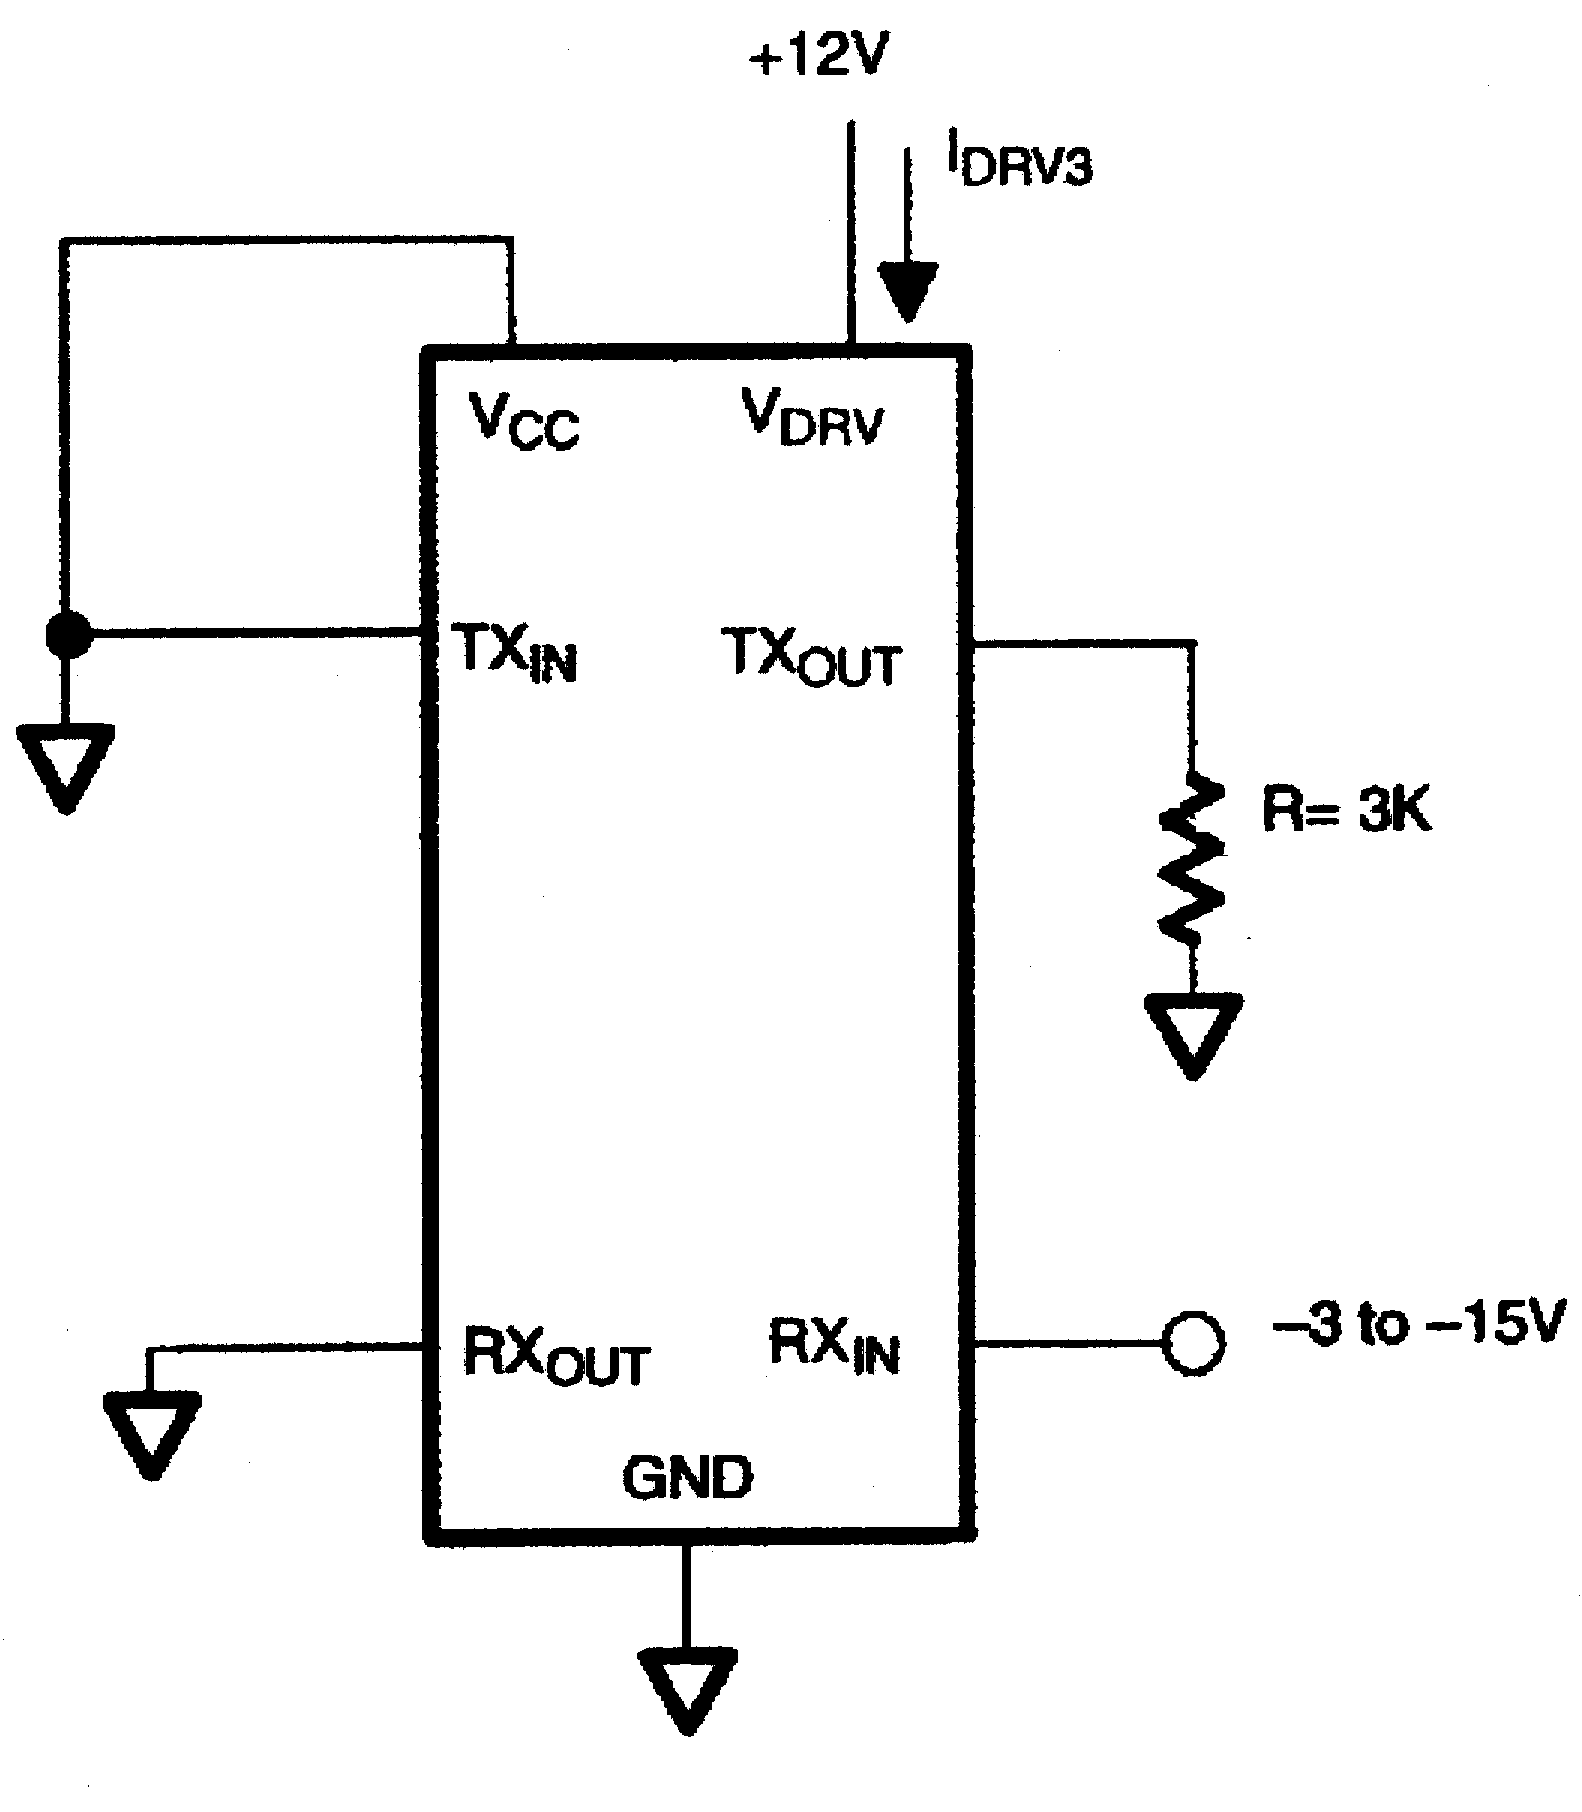 +12V
IDRV3
VCC
VDRV
TXIN
TXOUT
R= 3K
RXOUT
RXIN
–3 to –15V
GND